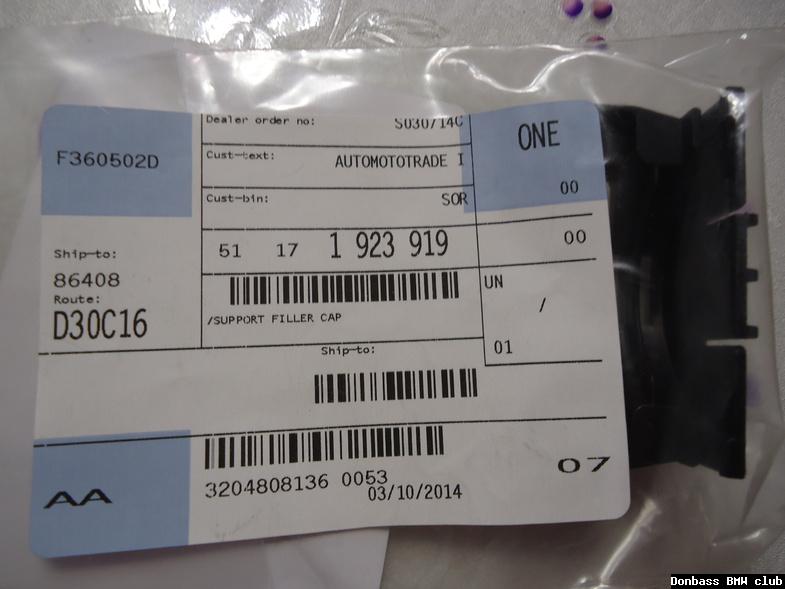 F360502D
Dealer order no: S030714C
Cust-text: AUTOMOTOTRADE I
Cust-bin: SOR
ONE
00
51 17 1 923 919
00
Ship-to:
86408
Route:
D30C16
/SUPPORT FILLER CAP
UN
/
01
Ship-to:
3204808136 0053
03/10/2014
07
AA
Donbass BMW club